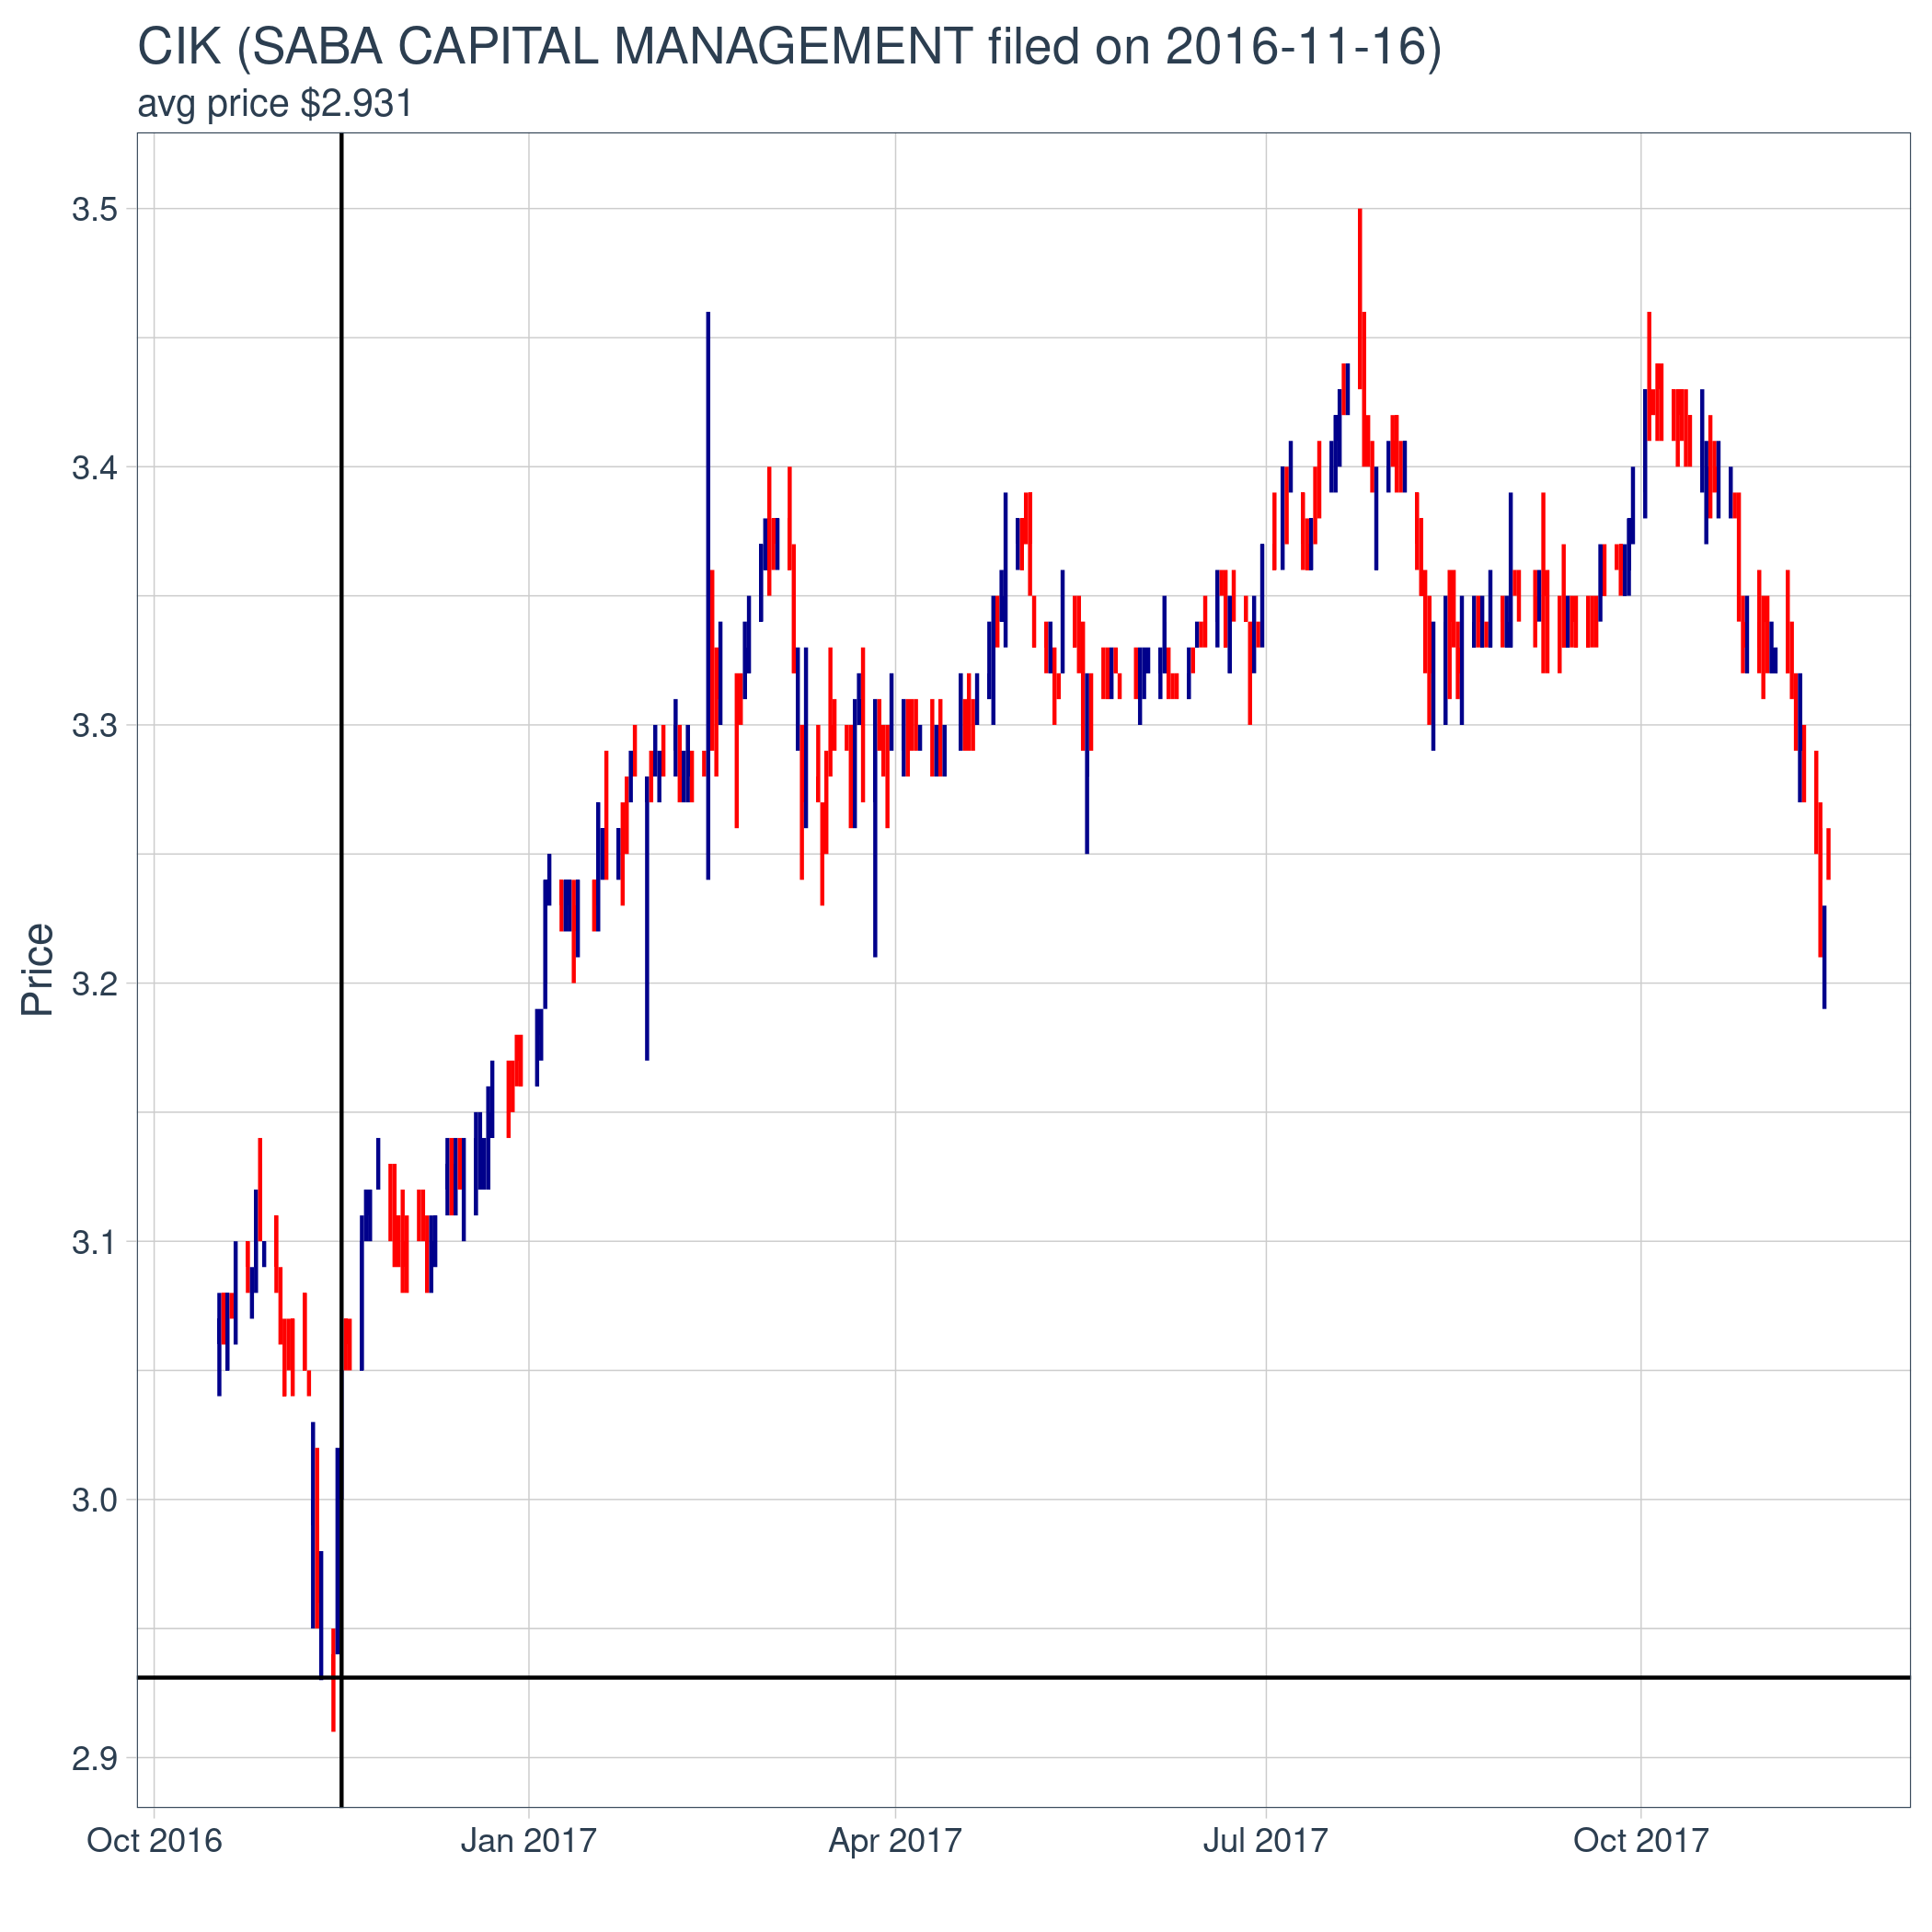 CIK (SABA CAPITAL MANAGEMENT filed on 2016-11-16)
avg price $2.931
3.5
3.4
3.3
3.2
3.1
3.0
2.9
Price
Oct 2016
Jan 2017
Apr 2017
Jul 2017
Oct 2017